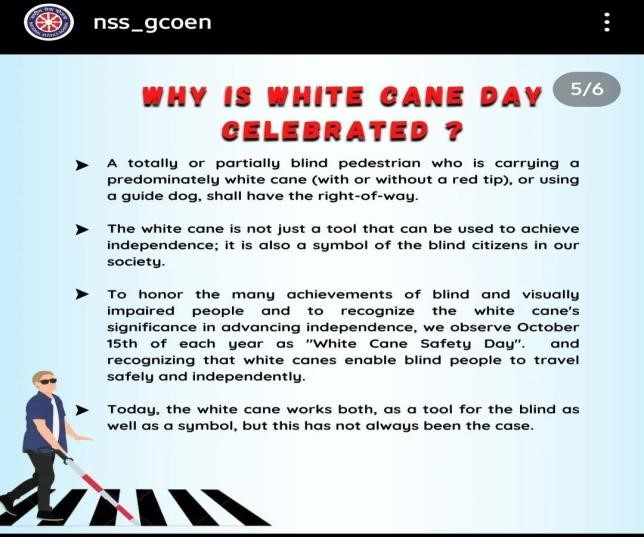 nss_gcoen
5/6
WHY IS WHITE CANE DAY
CELEBRATED ?
A totally or partially blind pedestrian who is carrying a
predominately white cane (with or without a red tip), or using
a guide dog, shall have the right-of-way.
The white cane is not just a tool that can be used to achieve
independence; it is also a symbol of the blind citizens in our
society.
To honor the many achievements of blind and visually
impaired people and to recognize the white cane's
significance in advancing independence, we observe October
15th of each year as "White Cane Safety Day". and
recognizing that white canes enable blind people to travel
safely and independently.
Today, the white cane works both, as a tool for the blind as
well as a symbol, but this has not always been the case.